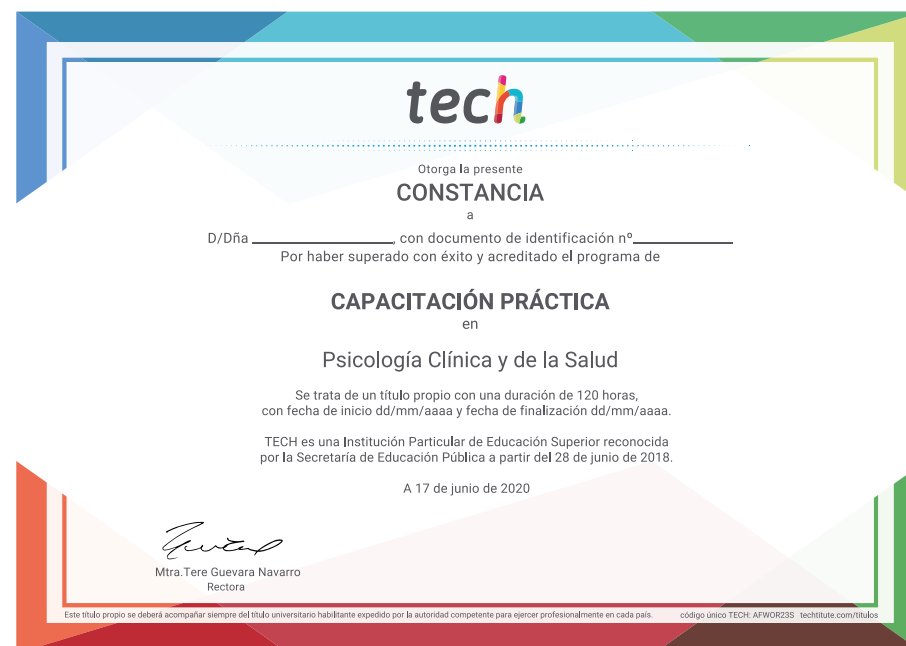 tech
Otorga la presente
CONSTANCIA
a
D/Dña ____________________, con documento de identificación nº______________
Por haber superado con éxito y acreditado el programa de
CAPACITACIÓN PRÁCTICA
en
Psicología Clínica y de la Salud
Se trata de un título propio con una duración de 120 horas,
con fecha de inicio dd/mm/aaaa y fecha de finalización dd/mm/aaaa.
TECH es una Institución Particular de Educación Superior reconocida
por la Secretaría de Educación Pública a partir del 28 de junio de 2018.
A 17 de junio de 2020
Mtra.Tere Guevara Navarro
Rectora
Este título propio se deberá acompañar siempre del título universitario habilitante expedido por la autoridad competente para ejercer profesionalmente en cada país. código único TECH: AFWOR23S techtitute.com/titulos